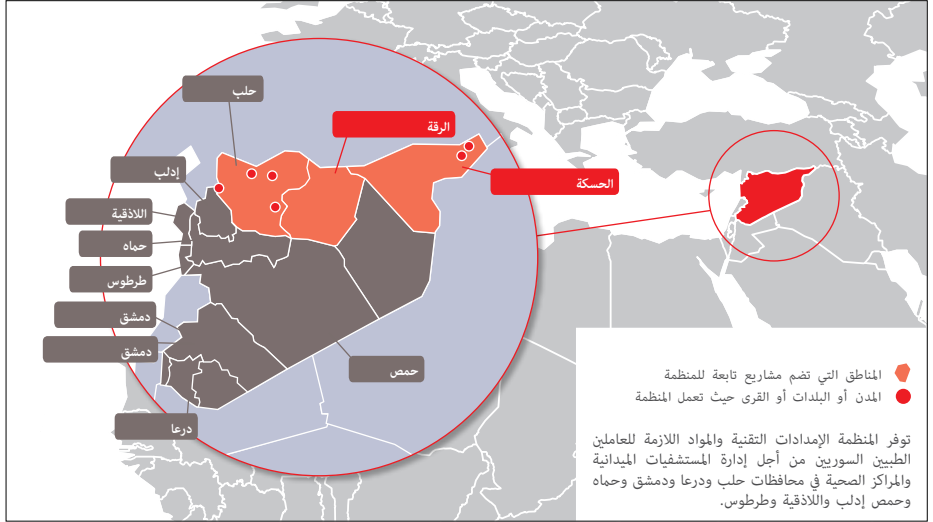 حلب
الرقة
إدلب
الحسكة
اللاذقية
حماه
طرطوس
دمشق
دمشق
حمص
درعا
المناطق التي تضم مشاريع تابعة للمنظمة
المدن أو البلدات أو القرى حيث تعمل المنظمة
توفر المنظمة الإمدادات التقنية والمواد اللازمة للعاملين
الطبيين السوريين من أجل إدارة المستشفيات الميدانية
والمراكز الصحية في محافظات حلب ودرعا ودمشق وحماه
وحمص إدلب واللاذقية وطرطوس.